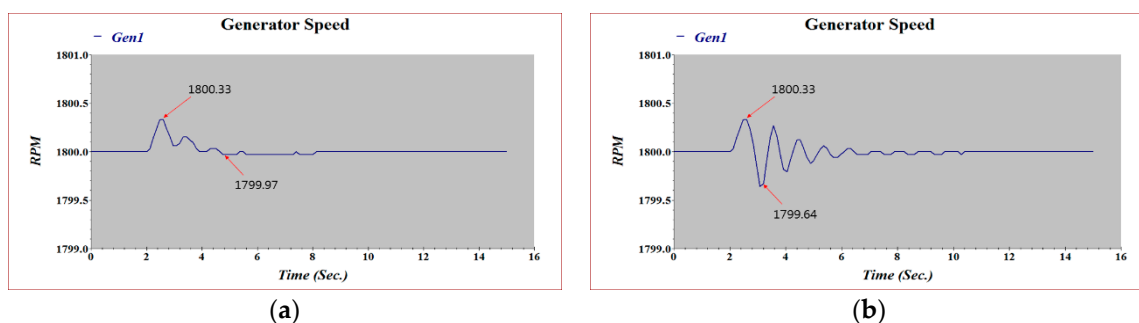 Generator Speed
Gen1
1801.0
1800.5
1800.0
1799.5
1799.0
RPM
1800.33
1799.97
0 2 4 6 8 10 12 14 16
Time (Sec.)
(a)
Generator Speed
Gen1
1801.0
1800.5
1800.0
1799.5
1799.0
RPM
1800.33
1799.64
0 2 4 6 8 10 12 14 16
Time (Sec.)
(b)